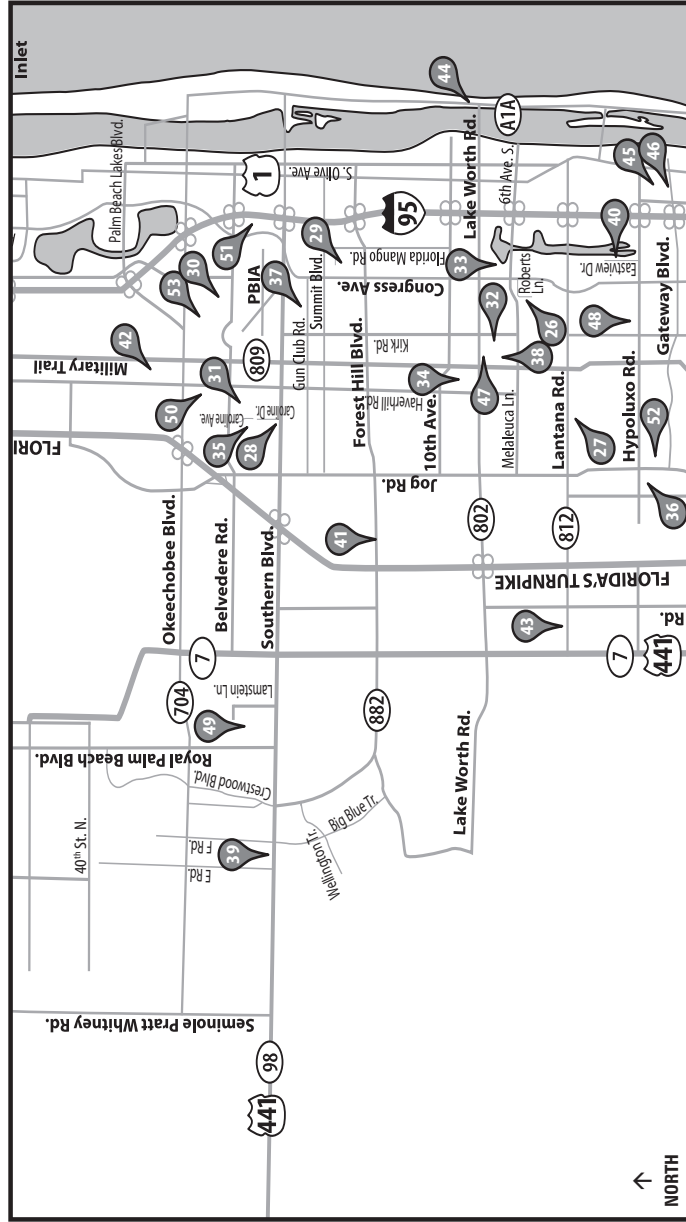 Inlet
Palm Beach Lakes Blvd.
1
S. Olive Ave.
95
Lake Worth Rd.
A1A
6th Ave. S.
44
45
46
40
Eastview Dr.
Gateway Blvd.
53
30
51
PBIA
37
29
Summit Blvd.
Gun Club Rd.
Florida Mango Rd.
Congress Ave.
33
32
Roberts
Ln.
26
48
42
Military Trail
809
Kirk Rd.
38
31
34
47
50
Caroline Ave.
Caroline Dr.
35
28
Forest Hill Blvd.
Haverhill Rd.
10th Ave.
Melaleuca Ln.
Lantana Rd.
27
Hypoluxo Rd.
52
FLORI
Jog Rd.
36
Okeechobee Blvd.
Belvedere Rd.
Southern Blvd.
41
802
812
FLORIDA'S TURNPIKE
43
Rd.
7
7
441
704
49
Lamstein Ln.
882
Royal Palm Beach Blvd.
Crestwood Blvd.
Lake Worth Rd.
40th St. N.
F Rd
E Rd
39
Wellington Tr.
Big Blue Tr.
Seminole Pratt Whitney Rd.
98
441
NORTH